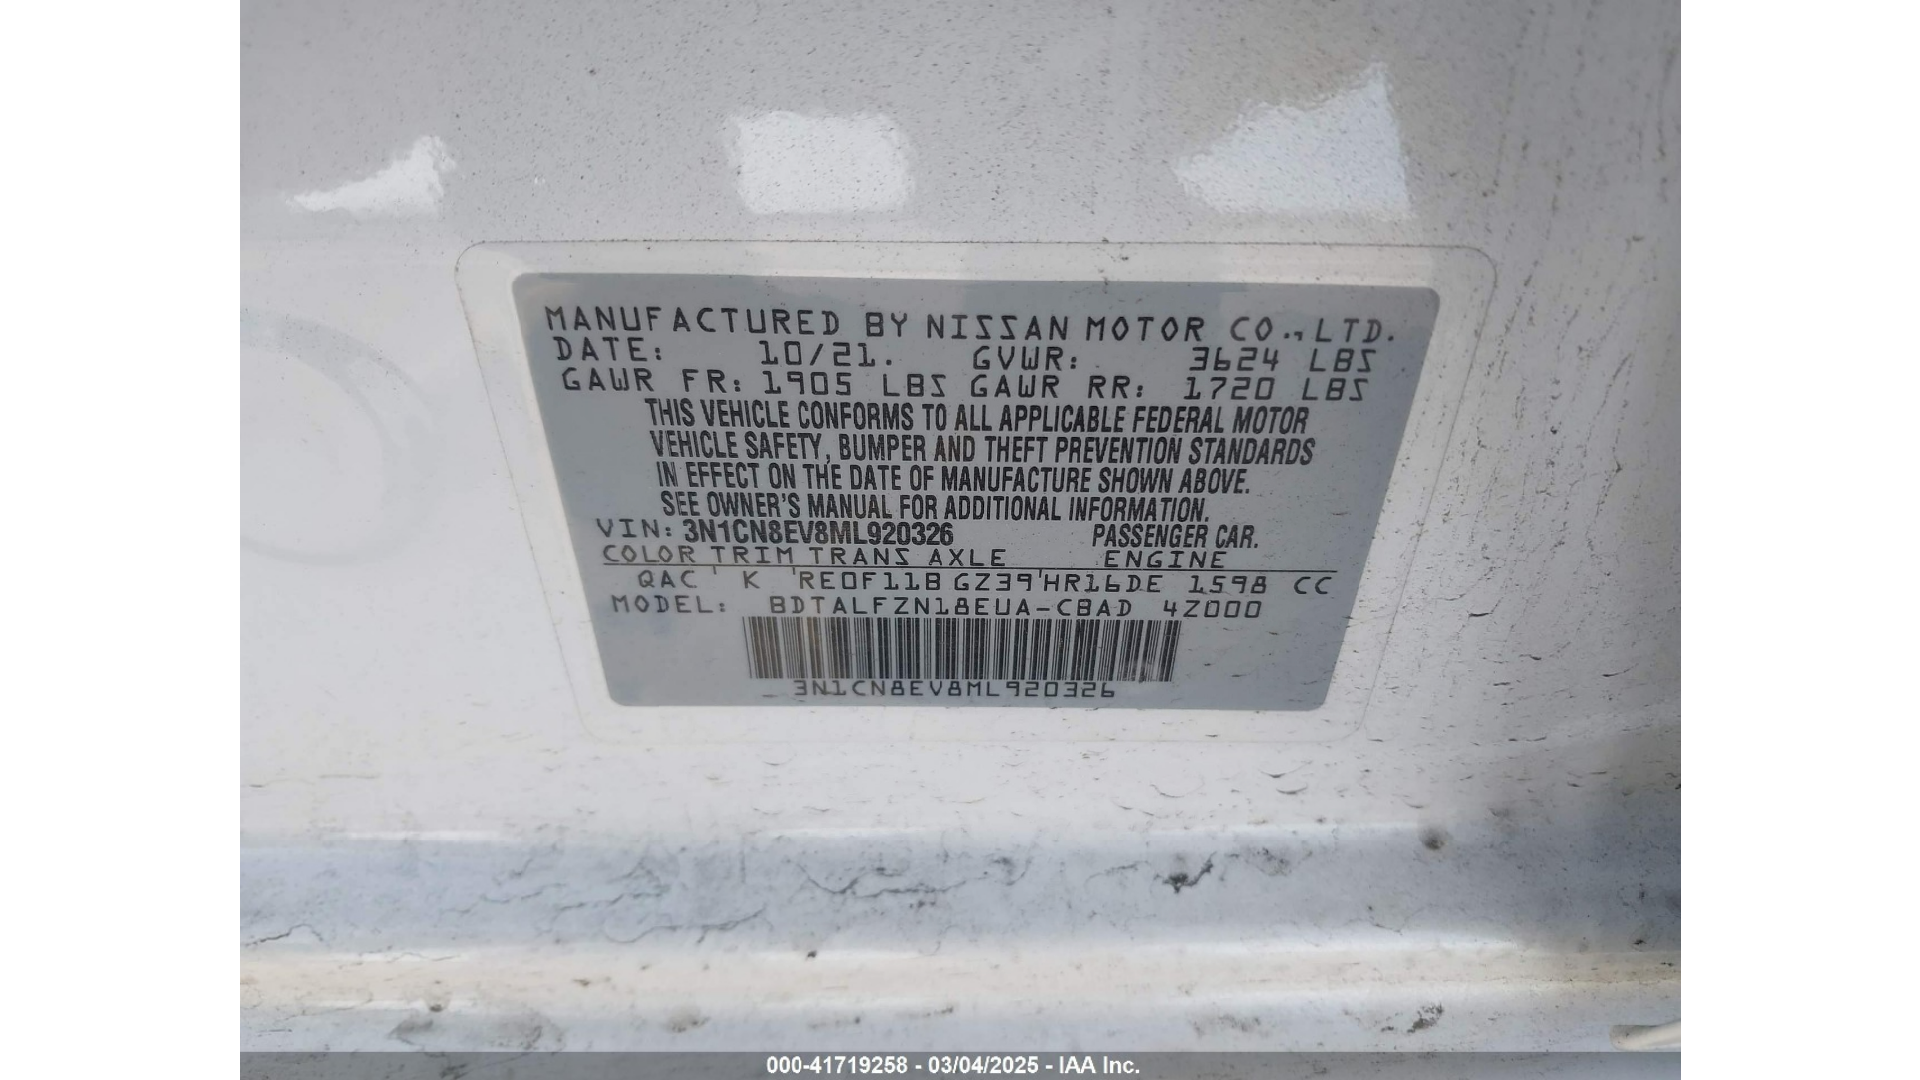 MANUFACTURED BY NISSAN MOTOR CO., LTD.
DATE: 10/21. GVWR: 3624 LBS
GAWR FR: 1905 LBS GAWR RR: 1720 LBS
THIS VEHICLE CONFORMS TO ALL APPLICABLE FEDERAL MOTOR
VEHICLE SAFETY, BUMPER AND THEFT PREVENTION STANDARDS
IN EFFECT ON THE DATE OF MANUFACTURE SHOWN ABOVE.
SEE OWNER'S MANUAL FOR ADDITIONAL INFORMATION.
VIN: 3N1CN8EV8ML920326 PASSENGER CAR.
COLOR TRIM TRANS AXLE ENGINE
QAC K RE0F11B GZ39 HR16DE 1598 CC
MODEL: BDTALFZN18EUA-CBAD 4Z000
3N1CN8EV8ML920326
000-41719258 - 03/04/2025 - IAA Inc.